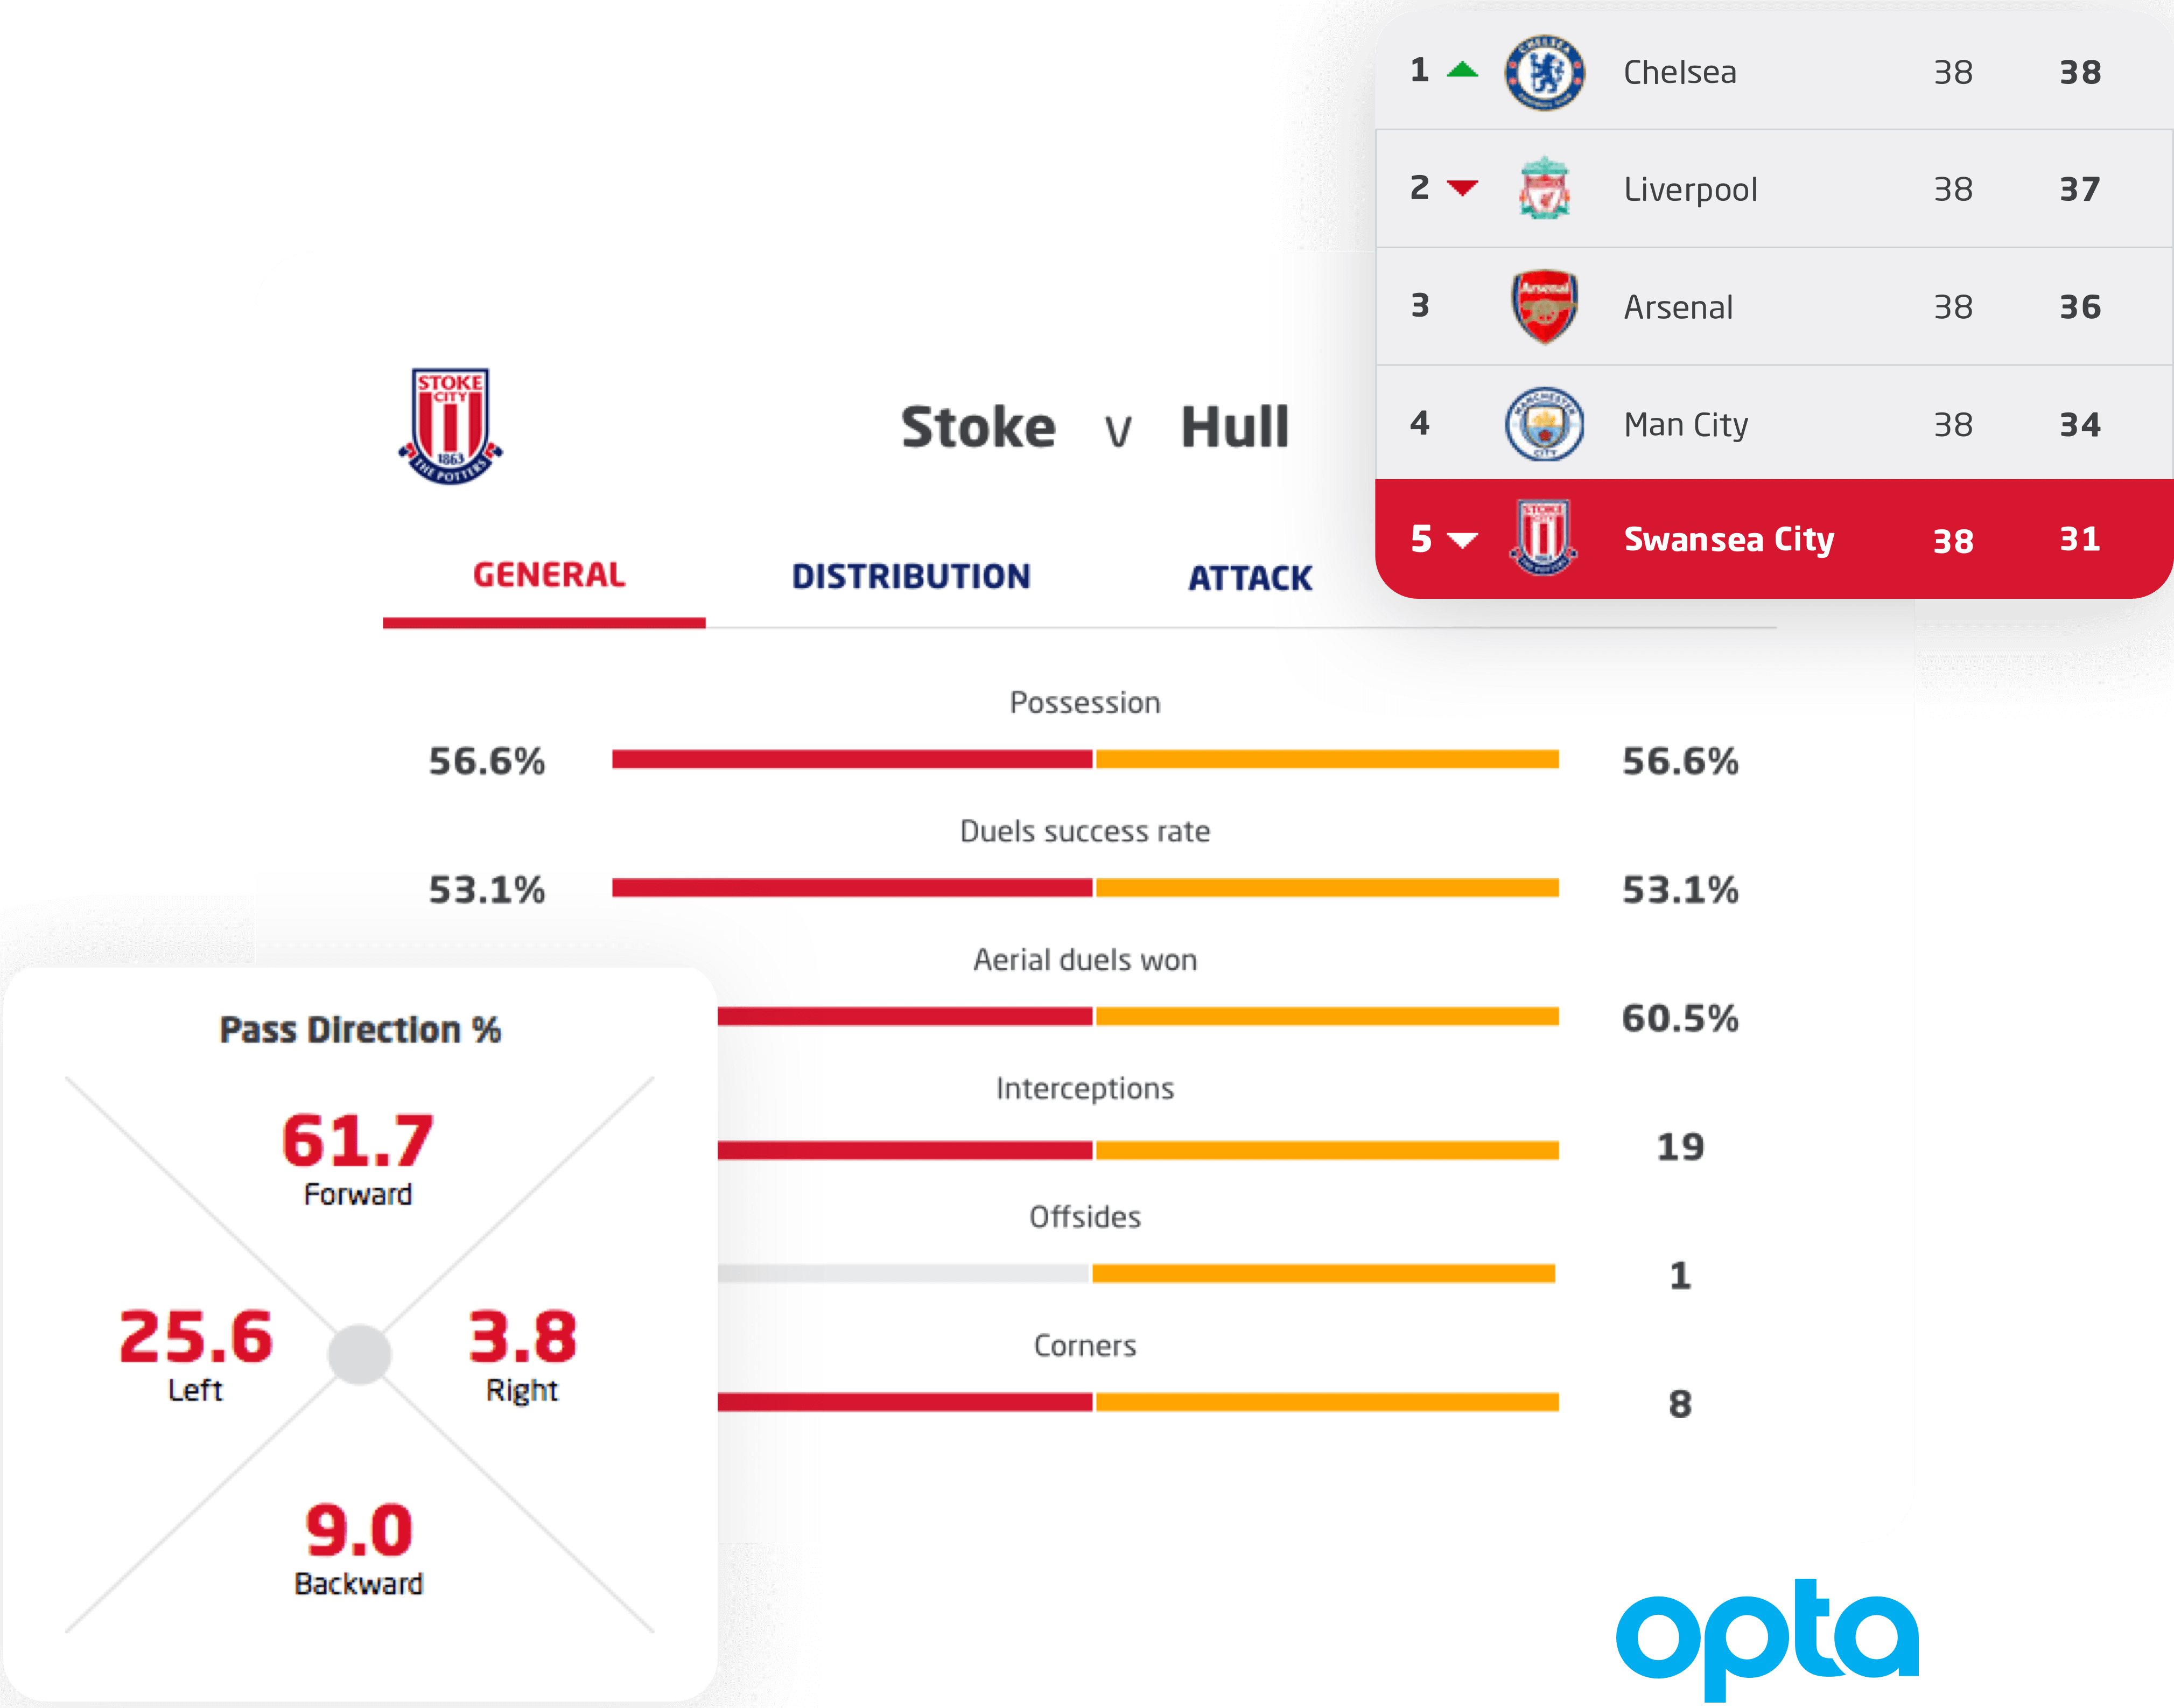 1 Chelsea 38 38
2 Liverpool 38 37
3 Arsenal 38 36
4 Man City 38 34
5 Swansea City 38 31
STOKE
CITY
1863
THE POTTERS
Stoke v Hull
GENERAL DISTRIBUTION ATTACK
Possession
56.6% 56.6%
Duels success rate
53.1% 53.1%
Aerial duels won
60.5%
Interceptions
19
Offsides
1
Corners
8
Pass Direction %
61.7
Forward
25.6 3.8
Left Right
9.0
Backward
opta